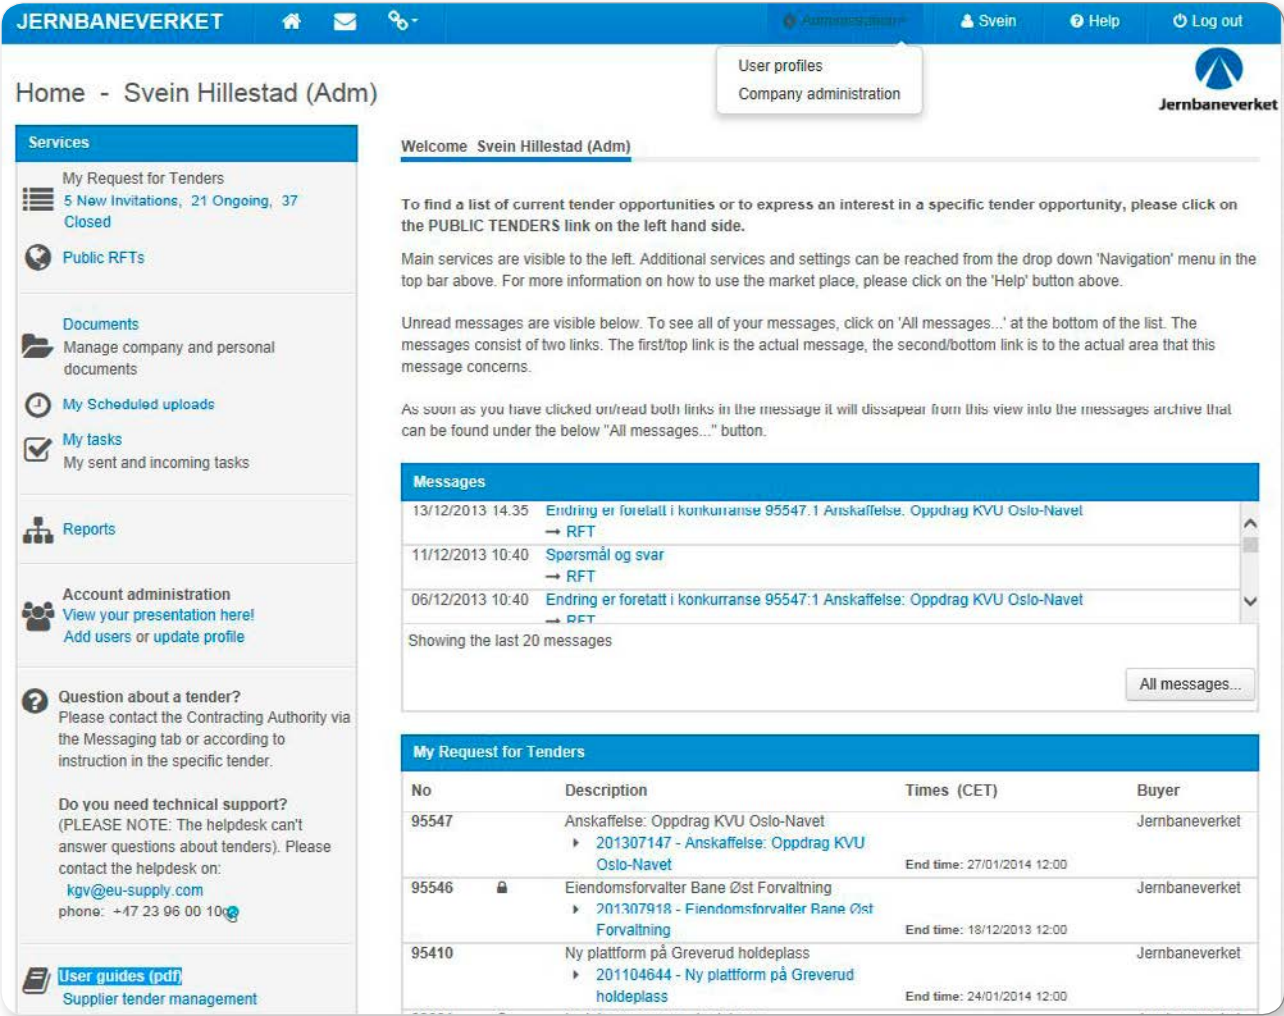 JERNBANEVERKET
Administration
Svein
Help
Log out
User profiles
Company administration
Jernbaneverket
Home - Svein Hillestad (Adm)
Services
My Request for Tenders
5 New Invitations, 21 Ongoing, 37
Closed
Public RFTs
Documents
Manage company and personal
documents
My Scheduled uploads
My tasks
My sent and incoming tasks
Reports
Account administration
View your presentation here!
Add users or update profile
Question about a tender?
Please contact the Contracting Authority via
the Messaging tab or according to
instruction in the specific tender.
Do you need technical support?
(PLEASE NOTE: The helpdesk can't
answer questions about tenders). Please
contact the helpdesk on:
kgv@eu-supply.com
phone: +47 23 96 00 10
User guides (pdf)
Supplier tender management
Welcome Svein Hillestad (Adm)
To find a list of current tender opportunities or to express an interest in a specific tender opportunity, please click on
the PUBLIC TENDERS link on the left hand side.
Main services are visible to the left. Additional services and settings can be reached from the drop down 'Navigation' menu in the
top bar above. For more information on how to use the market place, please click on the 'Help' button above.
Unread messages are visible below. To see all of your messages, click on 'All messages...' at the bottom of the list. The
messages consist of two links. The first/top link is the actual message, the second/bottom link is to the actual area that this
message concerns.
As soon as you have clicked on/read both links in the message it will dissapear from this view into the messages archive that
can be found under the below "All messages..." button.
Messages
13/12/2013 14:35 Endring er foretatt i konkurranse 95547:1 Anskaffelse: Oppdrag KVU Oslo-Navet
→ RFT
11/12/2013 10:40 Spørsmål og svar
→ RFT
06/12/2013 10:40 Endring er foretatt i konkurranse 95547:1 Anskaffelse: Oppdrag KVU Oslo-Navet
→ RFT
Showing the last 20 messages
All messages...
My Request for Tenders
No Description Times (CET) Buyer
95547 Anskaffelse: Oppdrag KVU Oslo-Navet Jernbaneverket
201307147 - Anskaffelse: Oppdrag KVU
Oslo-Navet End time: 27/01/2014 12:00
95546 Eiendomsforvalter Bane Øst Forvaltning Jernbaneverket
201307918 - Eiendomsforvalter Bane Øst
Forvaltning End time: 18/12/2013 12:00
95410 Ny plattform på Greverud holdeplass Jernbaneverket
201104644 - Ny plattform på Greverud
holdeplass End time: 24/01/2014 12:00